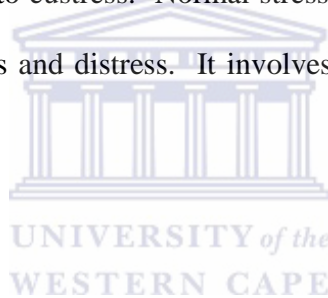 to eustress. Normal stress
s and distress. It involves
UNIVERSITY of the
WESTERN CAPE